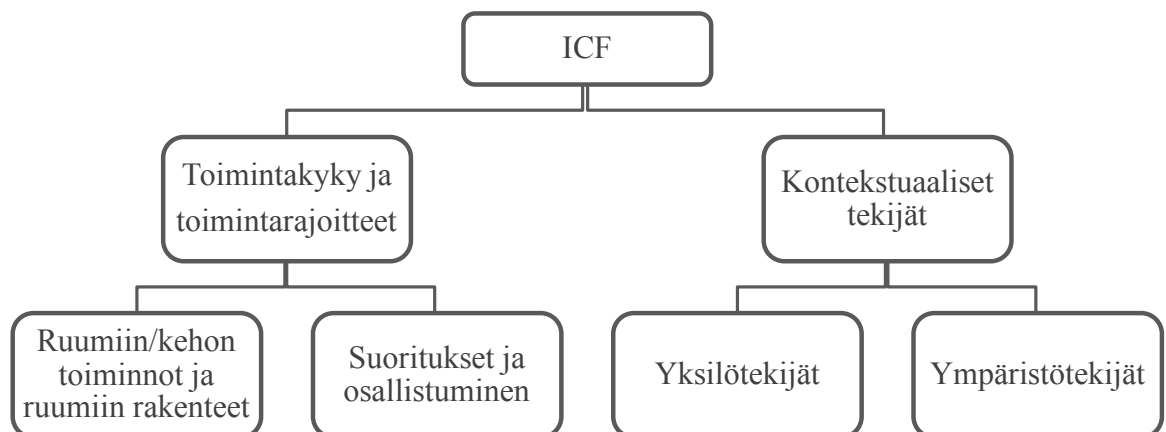 ICF
Toimintakyky ja
toimintarajoitteet
Kontekstuaaliset
tekijät
Ruumiin/kehon
toiminnot ja
ruumiin rakenteet
Suoritukset ja
osallistuminen
Yksilötekijät
Ympäristötekijät